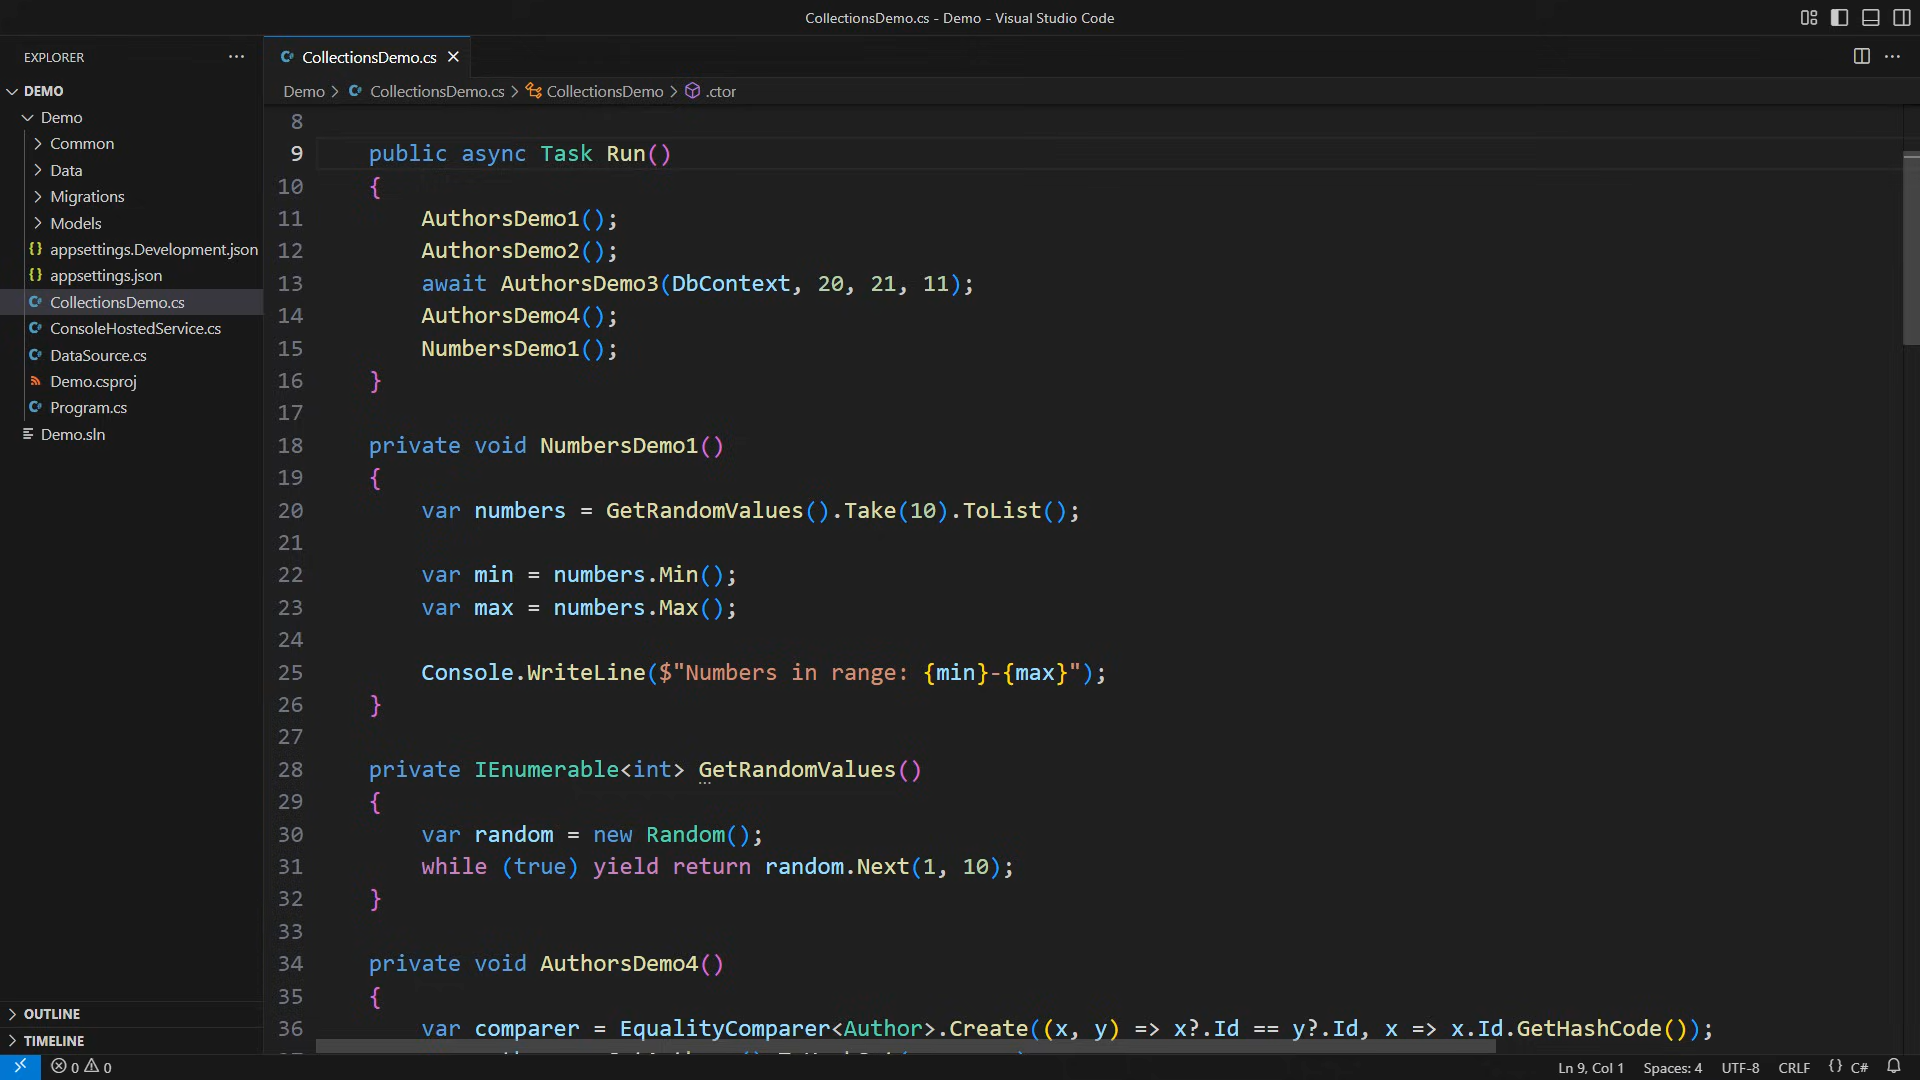 CollectionsDemo.cs - Demo - Visual Studio Code
EXPLORER
DEMO
Demo
Common
Data
Migrations
Models
appsettings.Development.json
appsettings.json
CollectionsDemo.cs
ConsoleHostedService.cs
DataSource.cs
Demo.csproj
Program.cs
Demo.sln
OUTLINE
TIMELINE
CollectionsDemo.cs
Demo > CollectionsDemo.cs > CollectionsDemo > .ctor
8
9 public async Task Run()
10 {
11 AuthorsDemo1();
12 AuthorsDemo2();
13 await AuthorsDemo3(DbContext, 20, 21, 11);
14 AuthorsDemo4();
15 NumbersDemo1();
16 }
17
18 private void NumbersDemo1()
19 {
20 var numbers = GetRandomValues().Take(10).ToList();
21
22 var min = numbers.Min();
23 var max = numbers.Max();
24
25 Console.WriteLine($"Numbers in range: {min}-{max}");
26 }
27
28 private IEnumerable<int> GetRandomValues()
29 {
30 var random = new Random();
31 while (true) yield return random.Next(1, 10);
32 }
33
34 private void AuthorsDemo4()
35 {
36 var comparer = EqualityComparer<Author>.Create((x, y) => x?.Id == y?.Id, x => x.Id.GetHashCode());
0 0
Ln 9, Col 1 Spaces: 4 UTF-8 CRLF {} C#